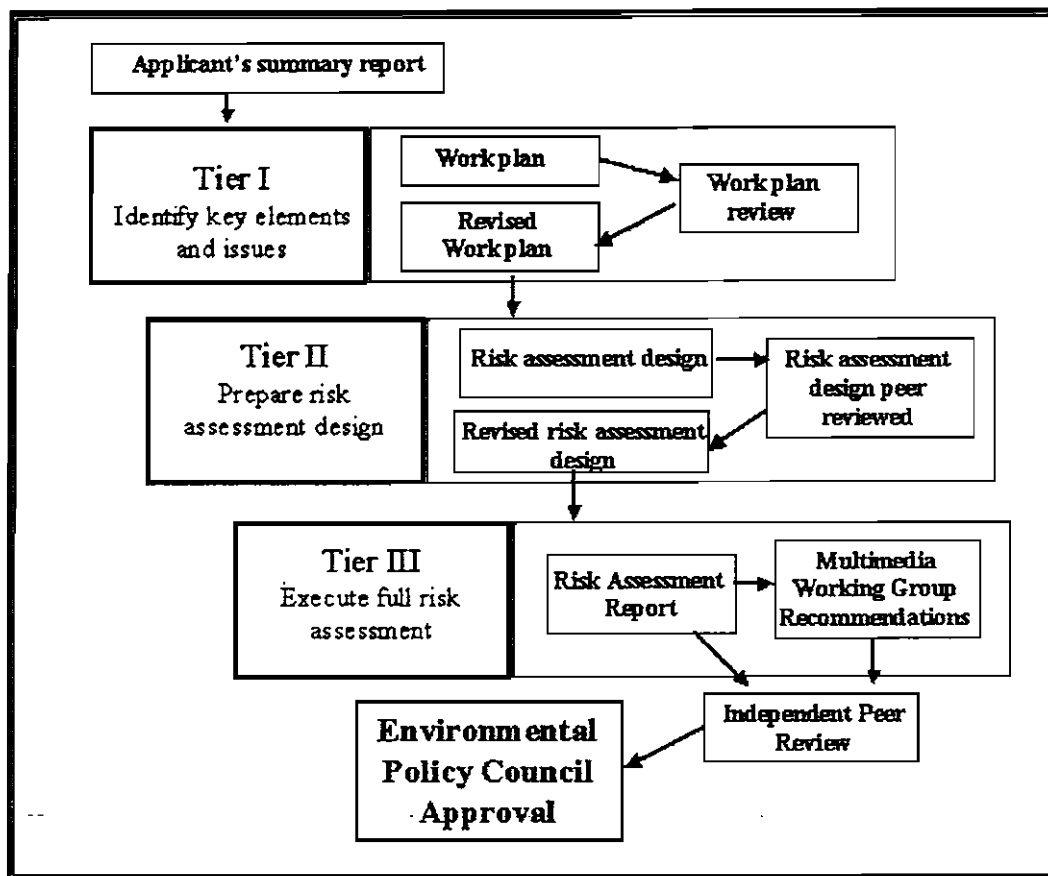 Applicant's summary report
Tier I
Identify key elements
and issues
Workplan
Workplan
review
Revised
Workplan
Tier II
Prepare risk
assessment design
Risk assessment design
Risk assessment
design peer
reviewed
Revised risk assessment
design
Tier III
Execute full risk
assessment
Risk Assessment
Report
Multimedia
Working Group
Recommendations
Independent Peer
Review
Environmental
Policy Council
Approval